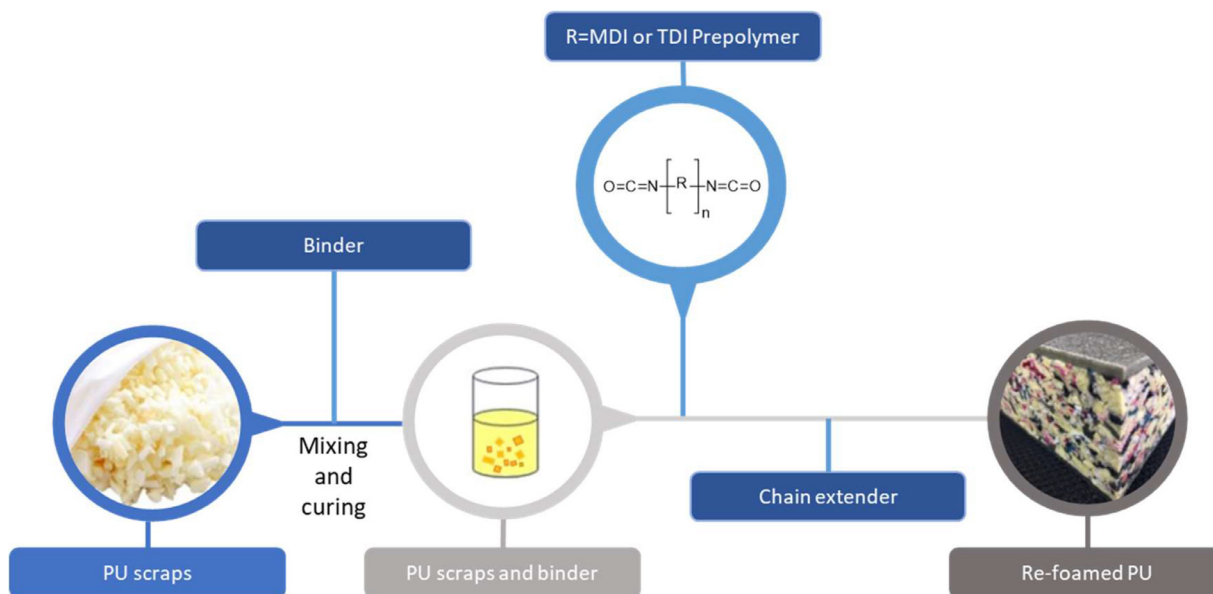 R=MDI or TDI Prepolymer
O=C=N-[-R-]-N=C=O
n
Binder
Mixing
and
curing
Chain extender
PU scraps
PU scraps and binder
Re-foamed PU